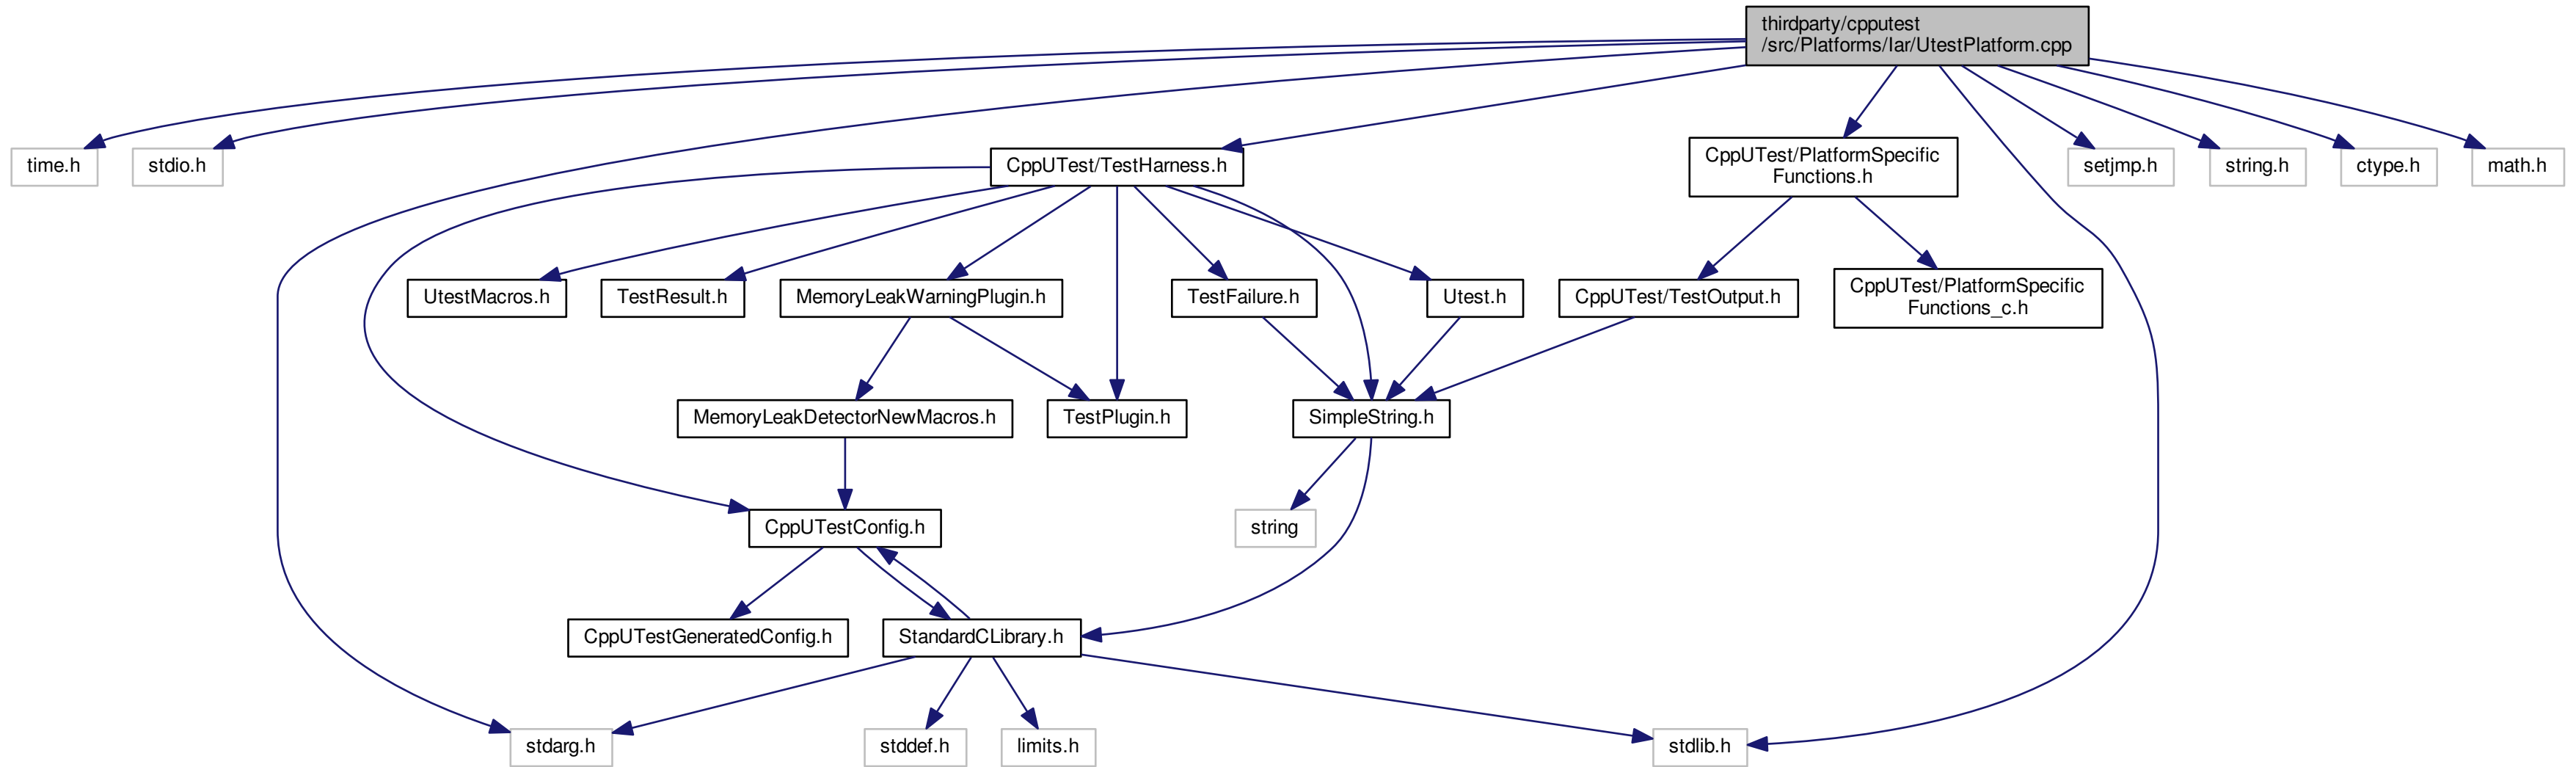 thirdparty/cpputest
/src/Platforms/Iar/UtestPlatform.cpp
time.h
stdio.h
CppUTest/TestHarness.h
CppUTest/PlatformSpecific
Functions.h
setjmp.h
string.h
ctype.h
math.h
UtestMacros.h
TestResult.h
MemoryLeakWarningPlugin.h
TestFailure.h
Utest.h
CppUTest/TestOutput.h
CppUTest/PlatformSpecific
Functions_c.h
MemoryLeakDetectorNewMacros.h
TestPlugin.h
SimpleString.h
CppUTestConfig.h
string
CppUTestGeneratedConfig.h
StandardCLibrary.h
stdarg.h
stddef.h
limits.h
stdlib.h